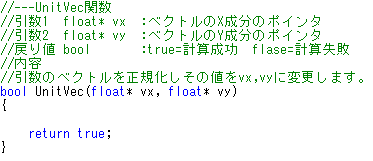 //---UnitVec関数
//引数1  float* vx  :ベクトルのX成分のポインタ
//引数2  float* vy  :ベクトルのY成分のポインタ
//戻り値 bool       :true=計算成功  flase=計算失敗
//内容
//引数のベクトルを正規化しその値をvx,vyに変更します。
bool UnitVec(float* vx, float* vy)
{
    return true;
}